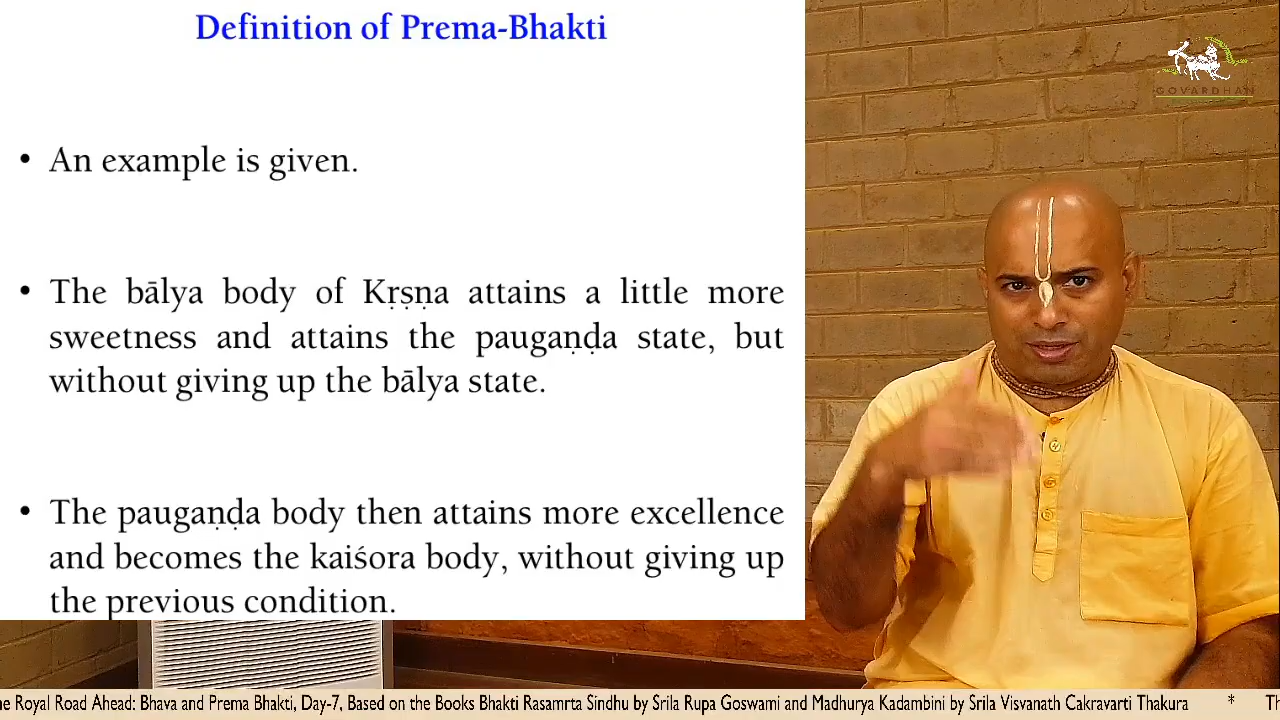 Definition of Prema-Bhakti
• An example is given.
• The bālya body of Kṛṣṇa attains a little more
sweetness and attains the paugaṇḍa state, but
without giving up the bālya state.
• The paugaṇḍa body then attains more excellence
and becomes the kaiśora body, without giving up
the previous condition.
GOVARDHAN
ne Royal Road Ahead: Bhava and Prema Bhakti, Day-7, Based on the Books Bhakti Rasamrta Sindhu by Srila Rupa Goswami and Madhurya Kadambini by Srila Visvanath Cakravarti Thakura * Th